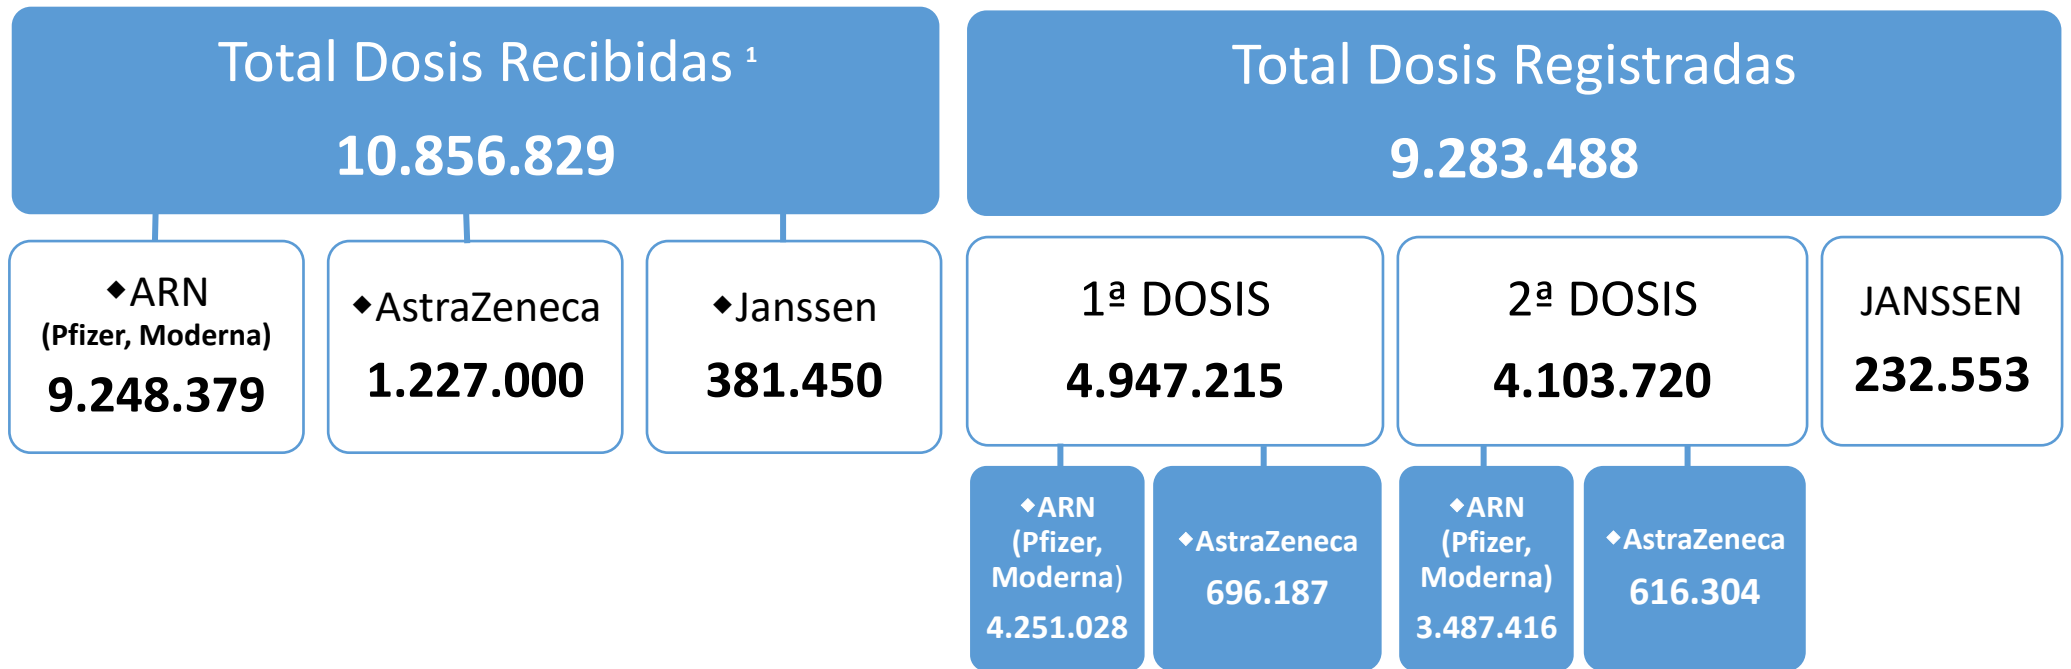 Total Dosis Recibidas ¹
10.856.829
◆ARN
(Pfizer, Moderna)
9.248.379
◆AstraZeneca
1.227.000
◆Janssen
381.450
Total Dosis Registradas
9.283.488
1ª DOSIS
4.947.215
2ª DOSIS
4.103.720
JANSSEN
232.553
◆ARN
(Pfizer,
Moderna)
4.251.028
◆AstraZeneca
696.187
◆ARN
(Pfizer,
Moderna)
3.487.416
◆AstraZeneca
616.304